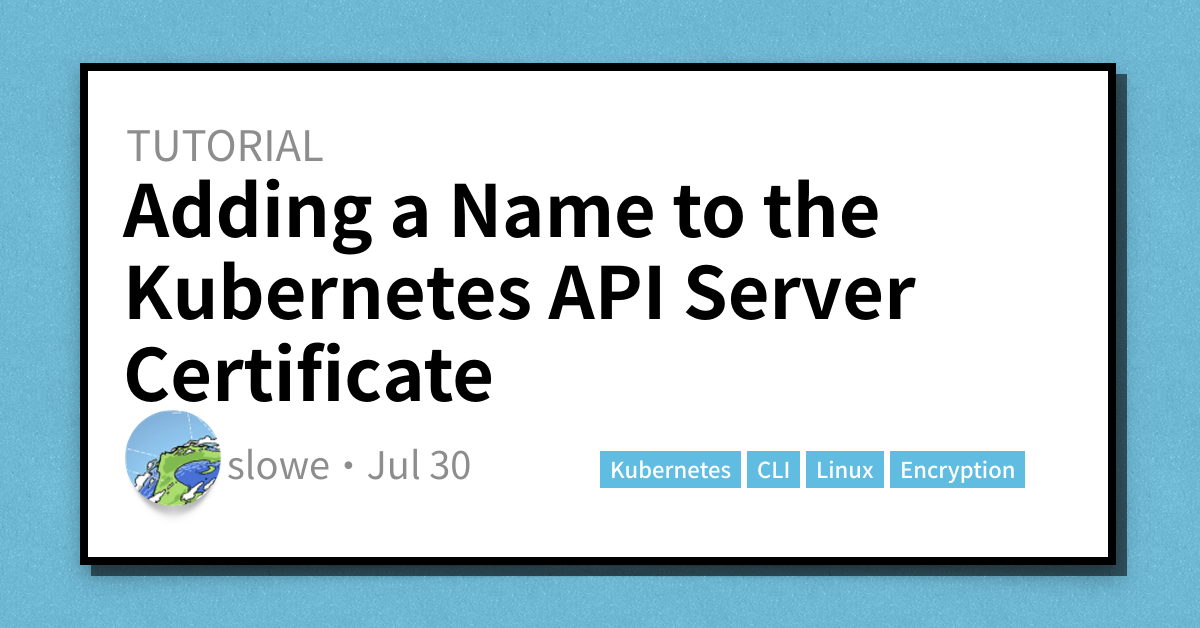 TUTORIAL
Adding a Name to the
Kubernetes API Server
Certificate
slowe • Jul 30
Kubernetes CLI Linux Encryption